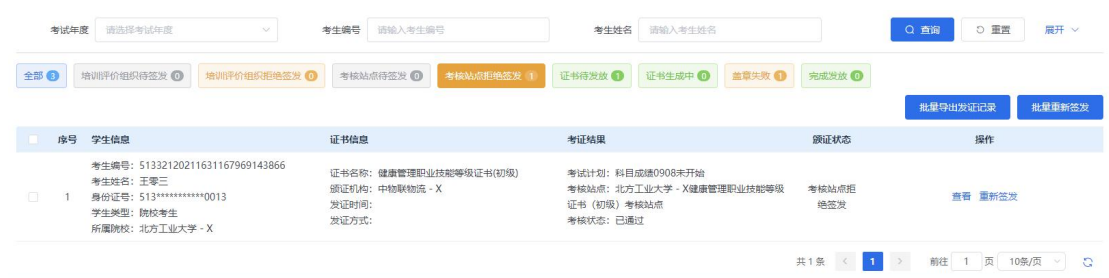 考试年度 请选择考试年度 考生编号 请输入考生编号 考生姓名 请输入考生姓名 查询 重置 展开
全部 3 培训评价组织待签发 0 培训评价组织拒绝签发 0 考核站点待签发 0 考核站点拒绝签发 1 证书待发放 1 证书生成中 0 盖章失败 1 完成发放 0
批量导出发证记录 批量重新签发
序号 学生信息 证书信息 考证结果 颁证状态 操作
考生编号：51332120211631167969143866
考生姓名：王零三
1 身份证号：513***********0013
学生类型：院校考生
所属院校：北方工业大学 - X
证书名称：健康管理职业技能等级证书(初级)
颁证机构：中物联物流 - X
发证时间：
发证方式：
考试计划：科目成绩0908未开始
考核站点：北方工业大学 - X健康管理职业技能等级
证书（初级）考核站点
考核状态：已通过
考核站点拒
绝签发
查看 重新签发
共 1 条 < 1 > 前往 1 页 10条/页